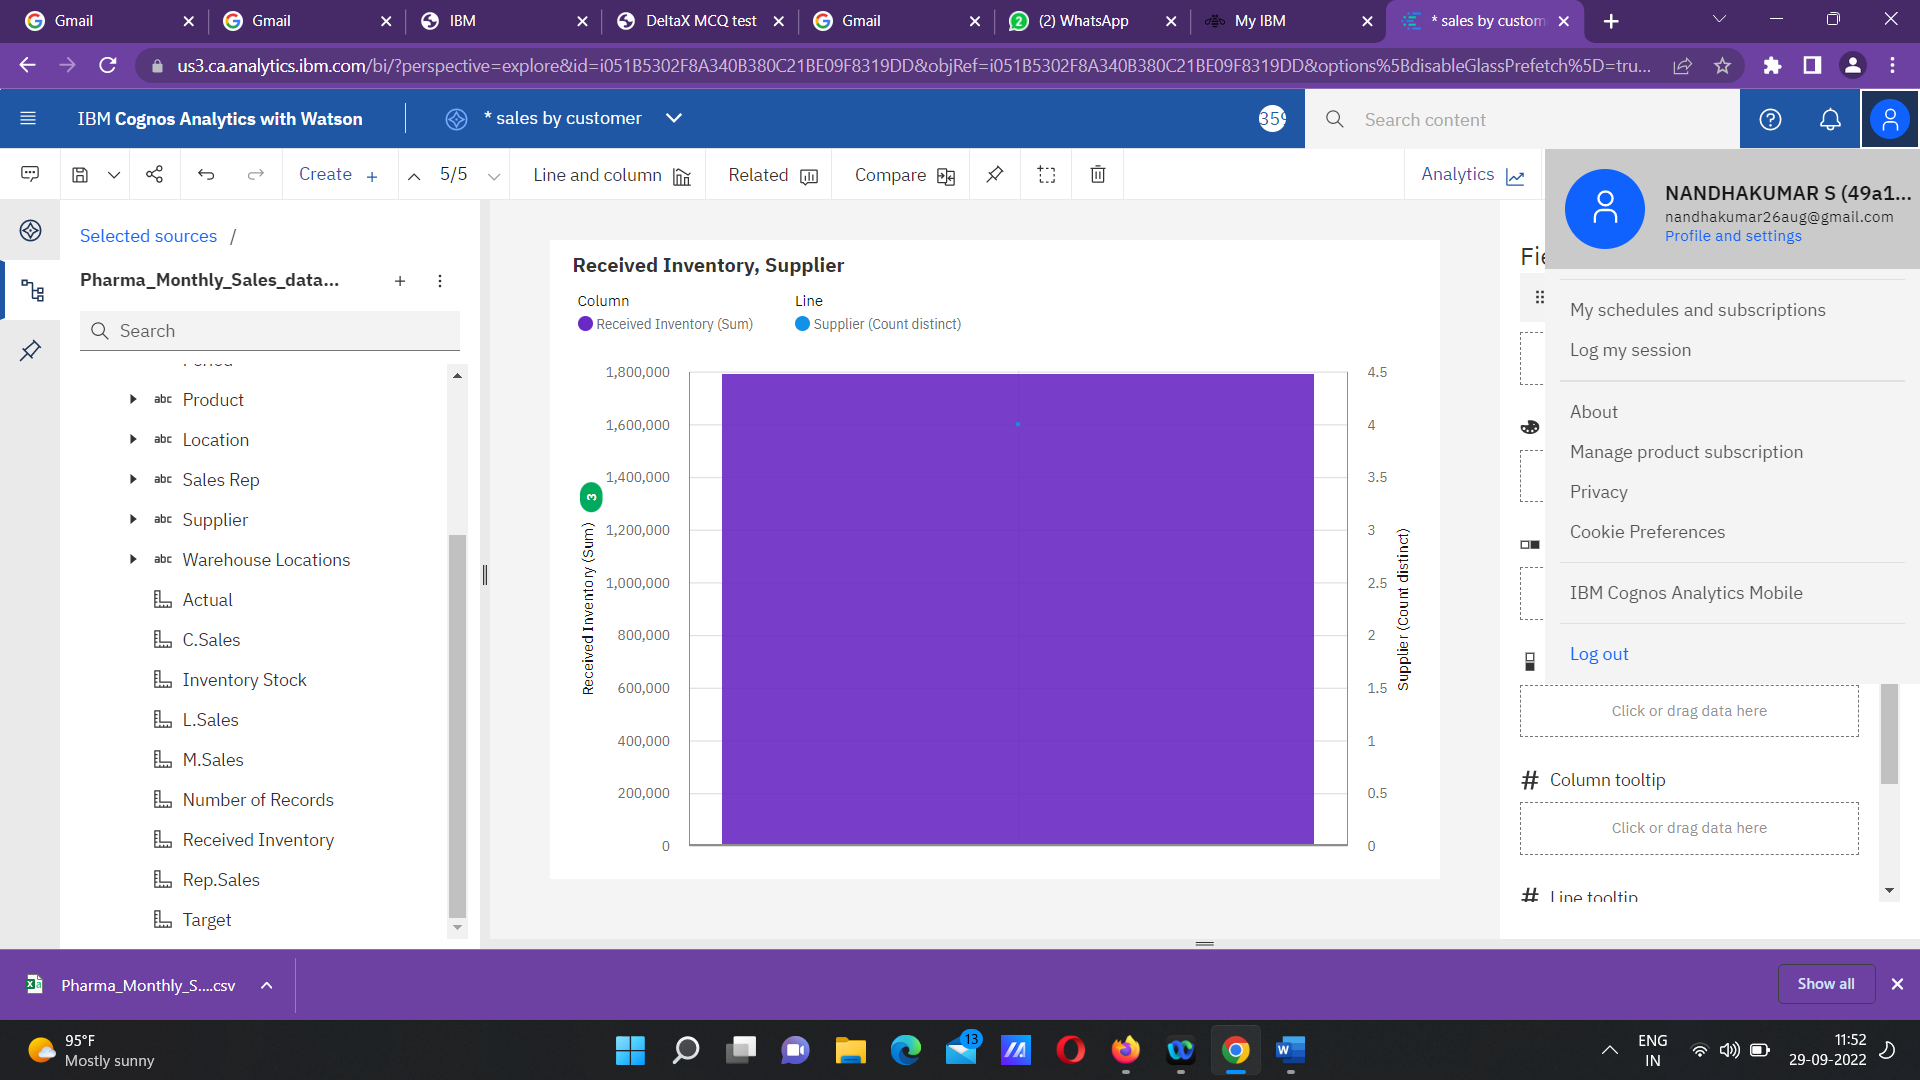 Gmail
Gmail
IBM
DeltaX MCQ test
Gmail
(2) WhatsApp
My IBM
* sales by custom
us3.ca.analytics.ibm.com/bi/?perspective=explore&id=i051B5302F8A340B380C21BE09F8319DD&objRef=i051B5302F8A340B380C21BE09F8319DD&options%5BdisableGlassPrefetch%5D=tru...
IBM Cognos Analytics with Watson
* sales by customer
Search content
Create
5/5
Line and column
Related
Compare
Analytics
NANDHAKUMAR S (49a1...
nandhakumar26aug@gmail.com
Profile and settings
My schedules and subscriptions
Log my session
About
Manage product subscription
Privacy
Cookie Preferences
IBM Cognos Analytics Mobile
Log out
Selected sources /
Pharma_Monthly_Sales_data...
Search
Product
Location
Sales Rep
Supplier
Warehouse Locations
Actual
C.Sales
Inventory Stock
L.Sales
M.Sales
Number of Records
Received Inventory
Rep.Sales
Target
abc
abc
abc
abc
abc
Received Inventory, Supplier
Column
Line
Received Inventory (Sum)
Supplier (Count distinct)
1,800,000
1,600,000
1,400,000
1,200,000
1,000,000
800,000
600,000
400,000
200,000
0
Received Inventory (Sum)
3
4.5
4
3.5
3
2.5
2
1.5
1
0.5
0
Supplier (Count distinct)
Click or drag data here
Column tooltip
Click or drag data here
Line tooltip
Pharma_Monthly_S....csv
Show all
95°F
Mostly sunny
13
ENG
IN
11:52
29-09-2022